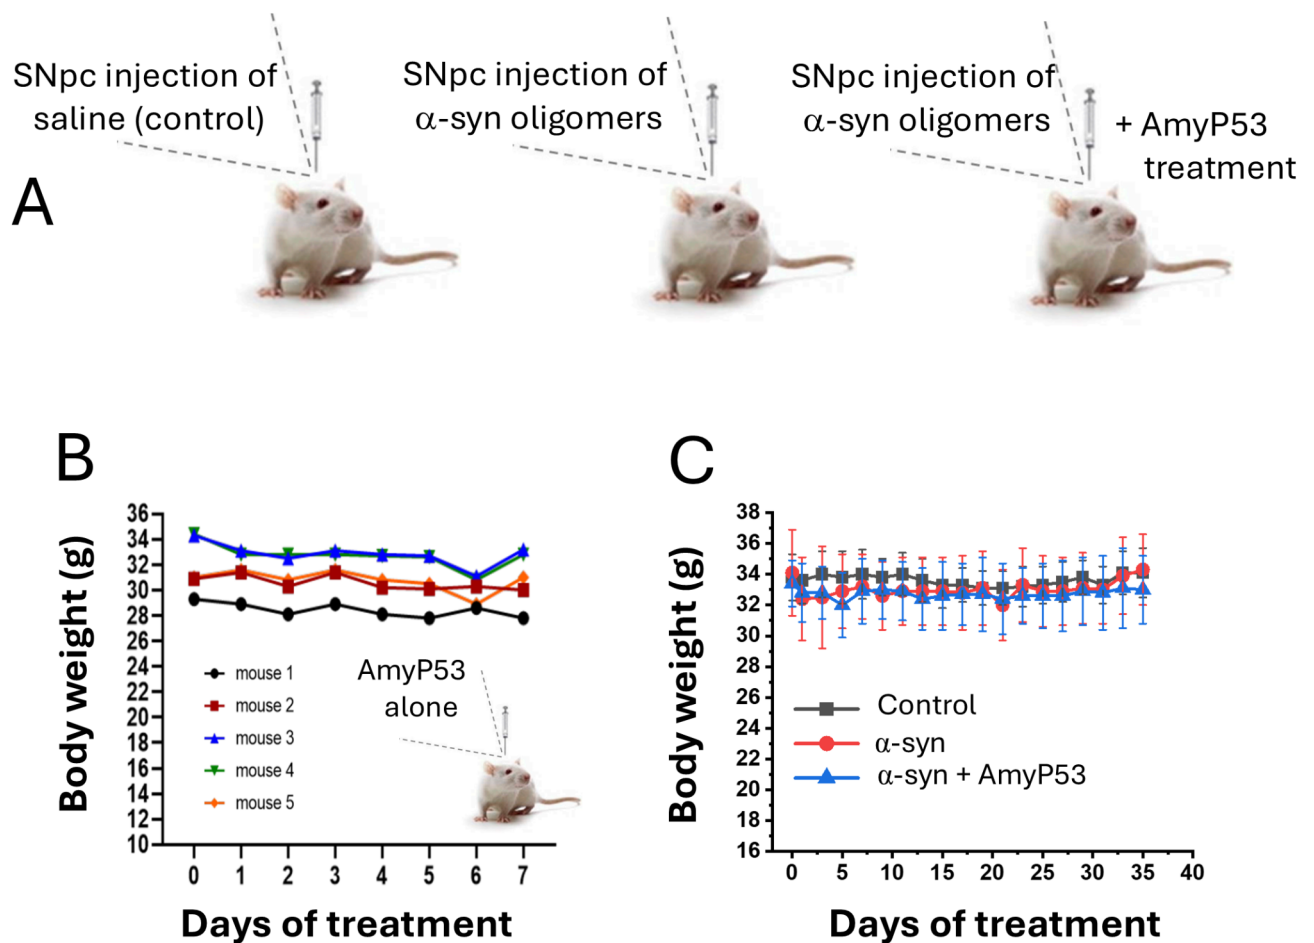 SNpc injection of
saline (control)
SNpc injection of
α-syn oligomers
SNpc injection of
α-syn oligomers
+ AmyP53
treatment
A
B
Body weight (g)
36
34
32
30
28
26
24
22
20
18
16
14
12
10
mouse 1
mouse 2
mouse 3
mouse 4
mouse 5
AmyP53
alone
0 1 2 3 4 5 6 7
Days of treatment
C
Body weight (g)
38
36
34
32
30
28
26
24
22
20
18
16
Control
α-syn
α-syn + AmyP53
0 5 10 15 20 25 30 35 40
Days of treatment